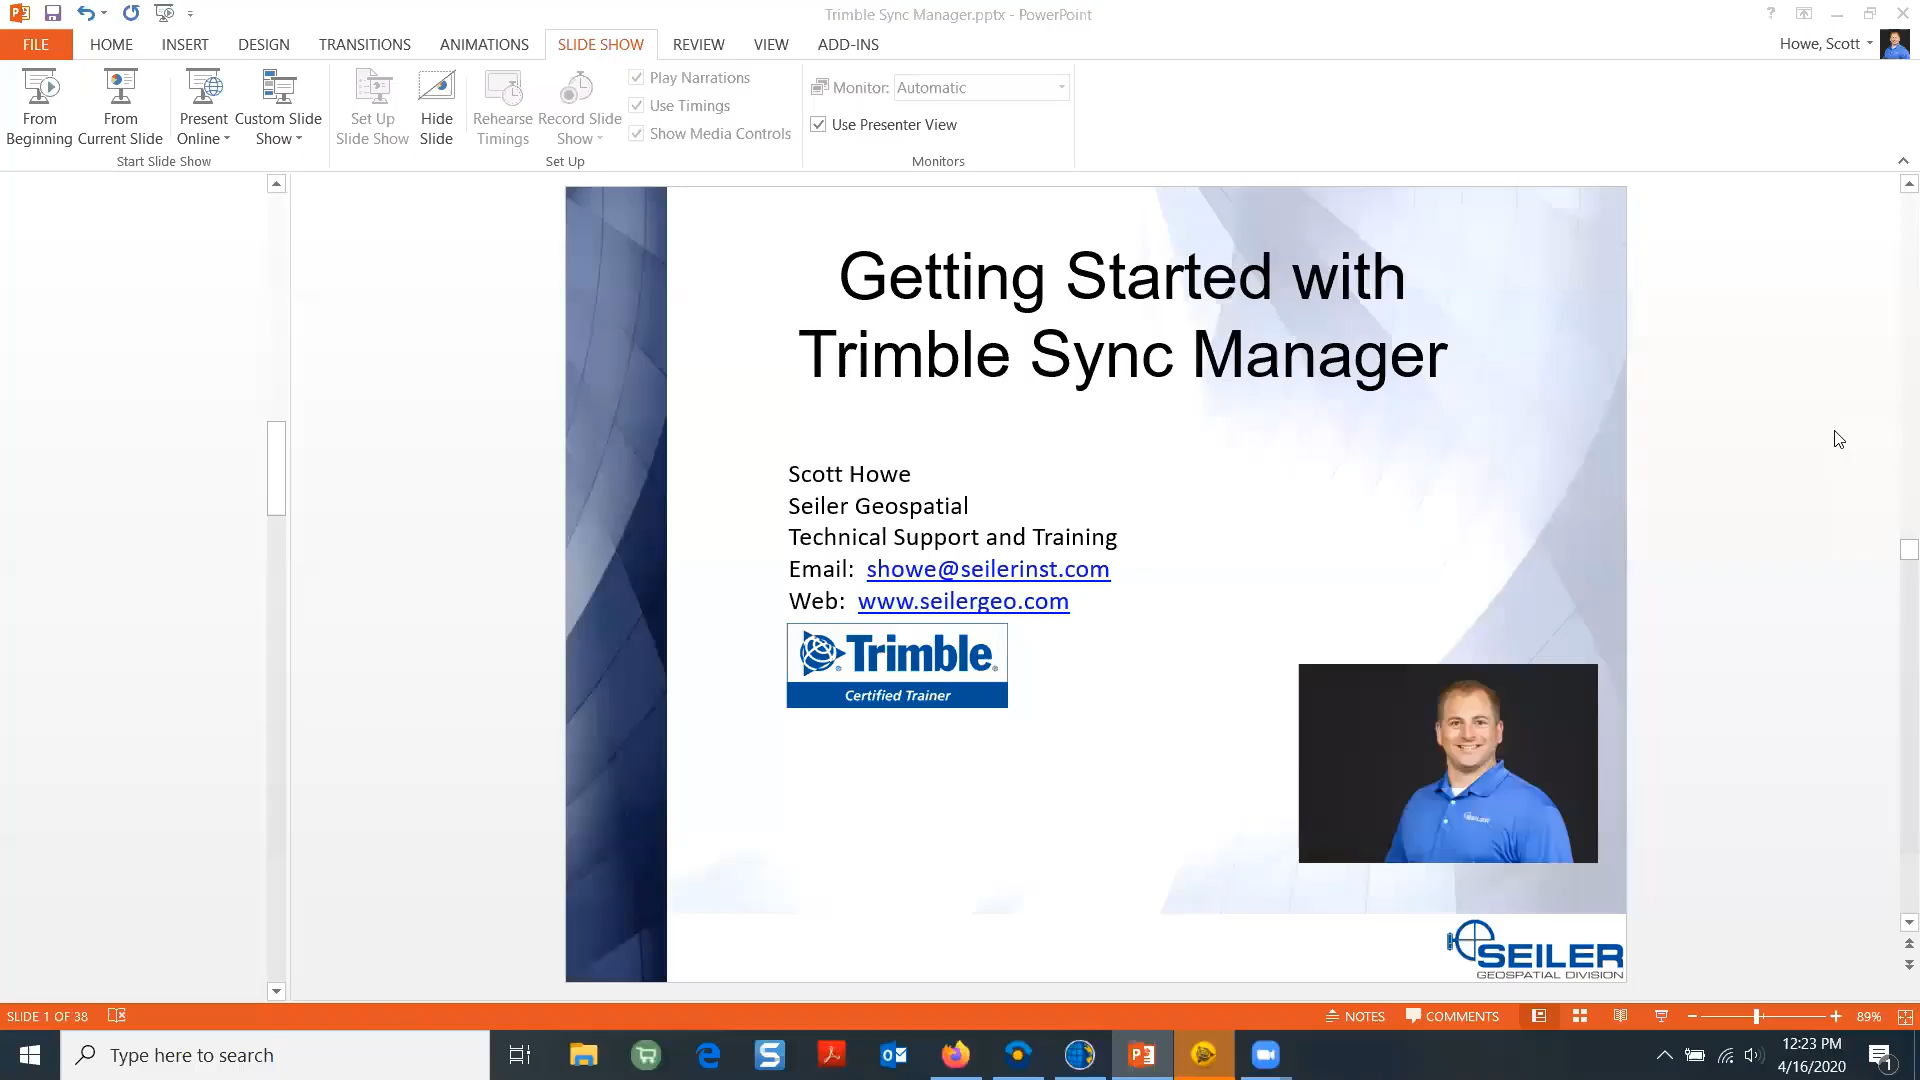 Trimble Sync Manager.pptx - PowerPoint
FILE HOME INSERT DESIGN TRANSITIONS ANIMATIONS SLIDE SHOW REVIEW VIEW ADD-INS
Howe, Scott
From Beginning
From Current Slide
Present Online
Custom Slide Show
Start Slide Show
Set Up Slide Show
Hide Slide
Rehearse Timings
Record Slide Show
Play Narrations
Use Timings
Show Media Controls
Set Up
Monitor: Automatic
Use Presenter View
Monitors
Getting Started with
Trimble Sync Manager
Scott Howe
Seiler Geospatial
Technical Support and Training
Email: showe@seilerinst.com
Web: www.seilergeo.com
Trimble
Certified Trainer
SEILER
SEILER
GEOSPATIAL DIVISION
SLIDE 1 OF 38
NOTES COMMENTS 89%
Type here to search
12:23 PM
4/16/2020
1